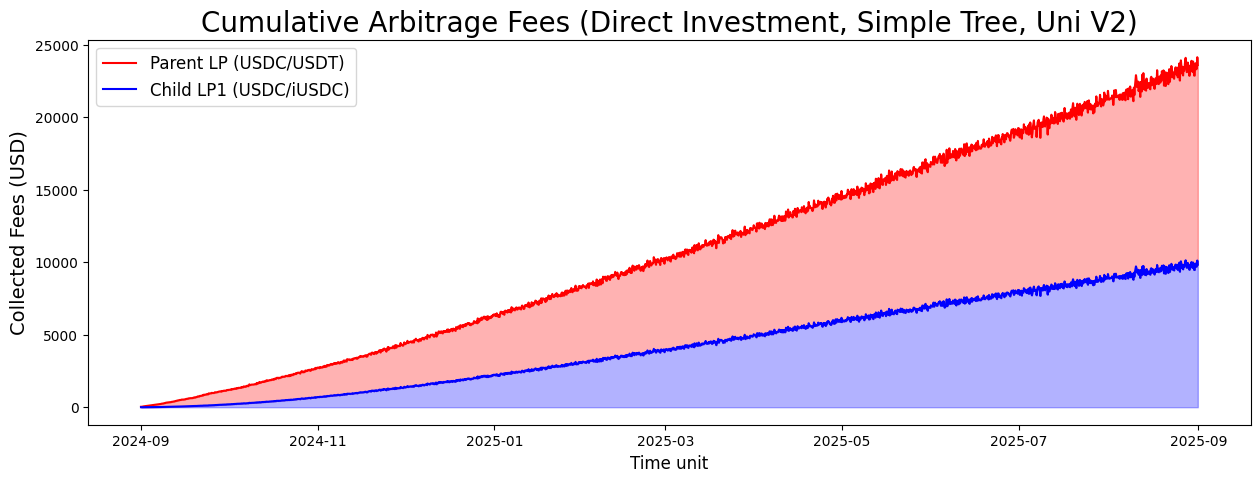 Cumulative Arbitrage Fees (Direct Investment, Simple Tree, Uni V2)
Parent LP (USDC/USDT)
Child LP1 (USDC/iUSDC)
Collected Fees (USD)
25000
20000
15000
10000
5000
0
2024-09 2024-11 2025-01 2025-03 2025-05 2025-07 2025-09
Time unit